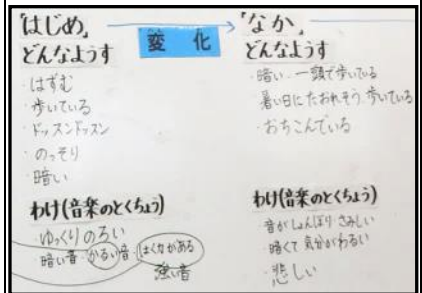 「はじめ」
どんなようす
・はずむ
・歩いている
・ドッスンドッスン
・のっそり
・暗い
わけ(音楽のとくちょう)
・ゆっくり のろい
・暗い音・かるい音・はく力がある
強い音
変化
「なか」
どんなようす
・暗い 一頭で歩いている
暑い日にたおれそう 歩いている
・おちこんでいる
わけ(音楽のとくちょう)
・音がしょんぼり・さみしい
・暗くて 気分がわるい
・悲しい